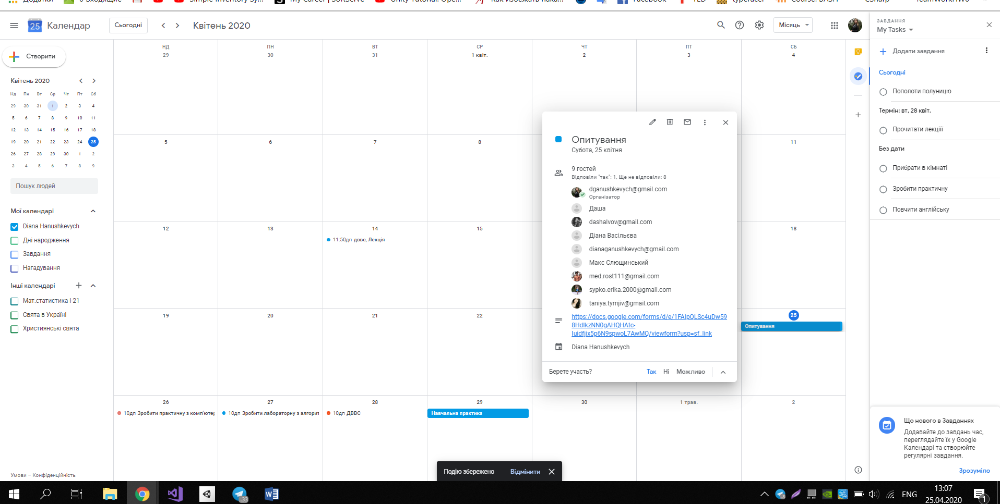 Додатки
Вхідящие
Simple Inventory Sy...
My Career | SoftServe
Unity Tutorial: Ope...
Как избежать нака...
Facebook
TED
typeracer
Course: BASH
CSharp
TeamWorkHW6
25
Календар
Сьогодні
Квітень 2020
Місяць
ЗАВДАННЯ
My Tasks
Створити
Квітень 2020
Нд Пн Вт Ср Чт Пт Сб
29 30 31 1 2 3 4
5 6 7 8 9 10 11
12 13 14 15 16 17 18
19 20 21 22 23 24 25
26 27 28 29 30 1 2
3 4 5 6 7 8 9
Пошук людей
Мої календарі
Diana Hanushkevych
Дні народження
Завдання
Нагадування
Інші календарі
Мат.статистика І-21
Свята в Україні
Християнські свята
Умови – Конфіденційність
НД ПН ВТ СР ЧТ ПТ СБ
29 30 31 1 квіт. 2 3 4
5 6 7 8 11
12 13 14 15 18
11:50дп дввс, Лекція
19 20 21 22 25
Опитування
26 27 28 29 30 1 трав. 2
10дп Зробити практичну з комп'ютер
10дп Зробити лабораторну з алгорит
10дп ДВВС
Навчальна практика
Опитування
Субота, 25 квітня
9 гостей
Відповіли "так": 1, Ще не відповіли: 8
dganushkevych@gmail.com
Організатор
Даша
dashalvov@gmail.com
Діана Васільєва
dianaganushkevych@gmail.com
Макс Слющинський
med.rost111@gmail.com
sypko.erika.2000@gmail.com
taniya.tymjiv@gmail.com
https://docs.google.com/forms/d/e/1FAIpQLSc4uDw59
8HdIkzNN0gAHQHAtc-
Iuidfjix5p6N9spwoL7AwMQ/viewform?usp=sf_link
Diana Hanushkevych
Берете участь?
Так Ні Можливо
Додати завдання
Сьогодні
Пополоти полуницю
Термін: вт, 28 квіт.
Прочитати лекціїї
Без дати
Прибрати в кімнаті
Зробити практичну
Повчити англійську
Що нового в Завданнях
Додавайте до завдань час,
переглядайте їх у Google
Календарі та створюйте
регулярні завдання.
Зрозуміло
Подію збережено
Відмінити
.33
ENG
13:07
25.04.2020
1